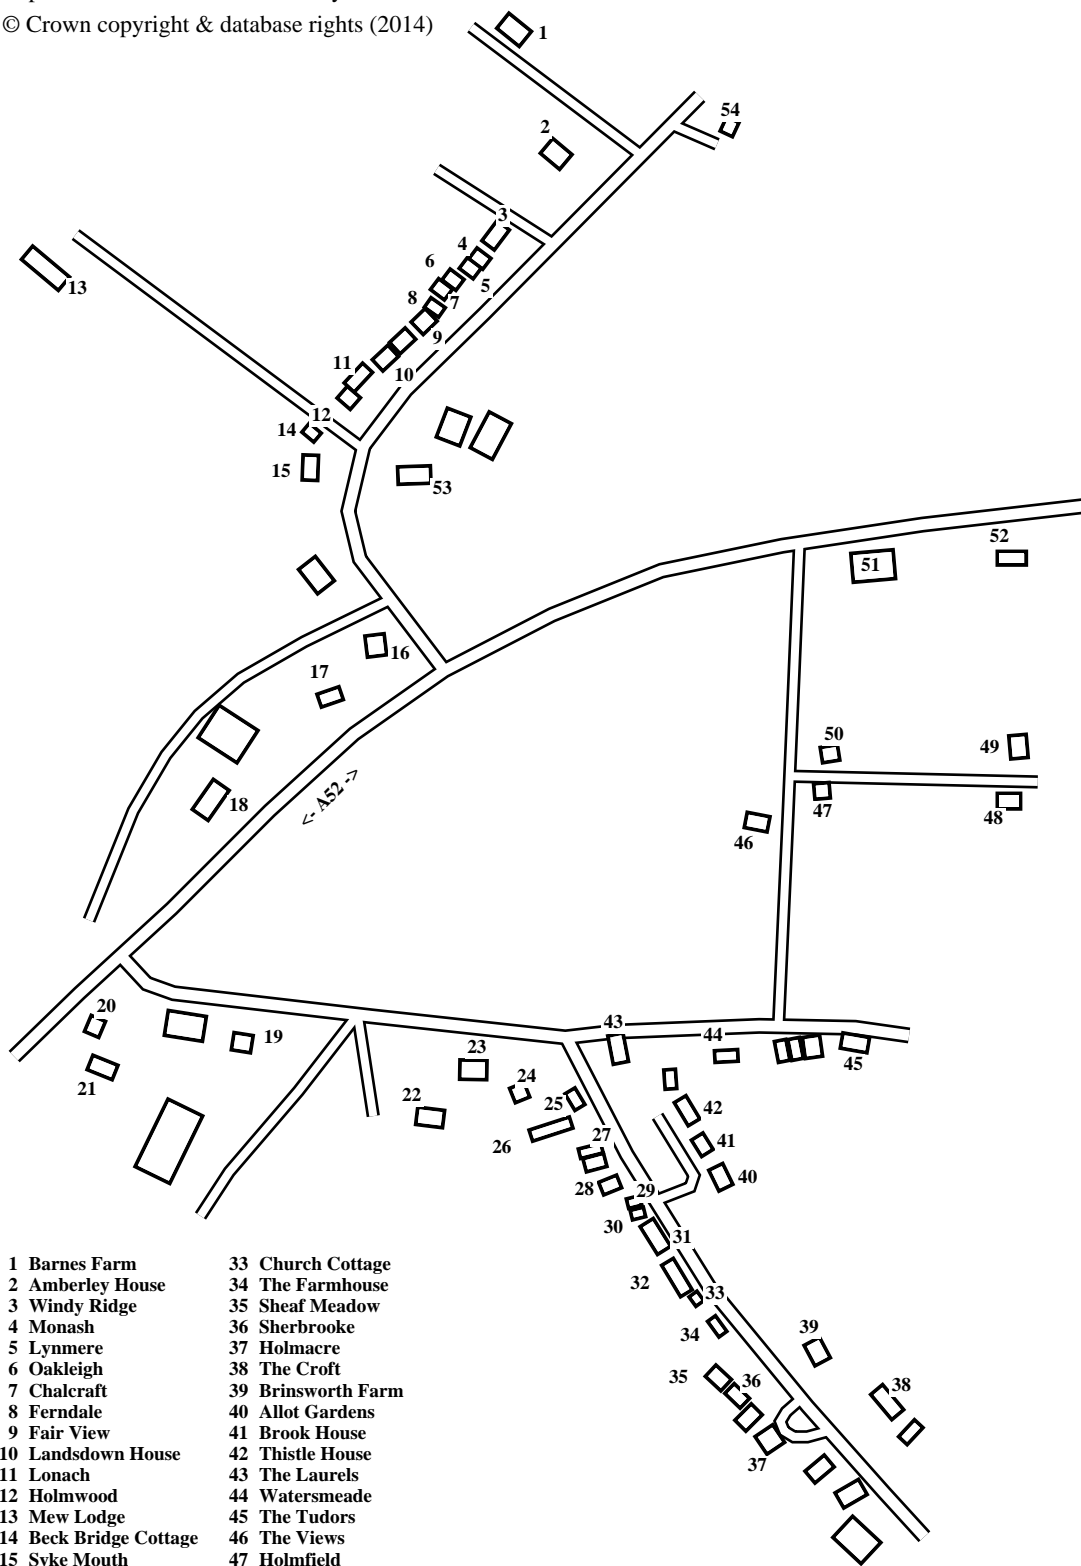 © Crown copyright & database rights (2014)
1
54
2
3
4
6
5
13
8
7
9
11
10
12
14
15
53
52
51
16
17
50
49
18
<- A52 ->
47
48
46
20
43
19
44
23
45
21
24
22
25
42
26
27
41
40
28
29
30
31
32
33
34
39
35
36
38
37
1 Barnes Farm
2 Amberley House
3 Windy Ridge
4 Monash
5 Lynmere
6 Oakleigh
7 Chalcraft
8 Ferndale
9 Fair View
10 Landsdown House
11 Lonach
12 Holmwood
13 Mew Lodge
14 Beck Bridge Cottage
15 Syke Mouth
33 Church Cottage
34 The Farmhouse
35 Sheaf Meadow
36 Sherbrooke
37 Holmacre
38 The Croft
39 Brinsworth Farm
40 Allot Gardens
41 Brook House
42 Thistle House
43 The Laurels
44 Watersmeade
45 The Tudors
46 The Views
47 Holmfield